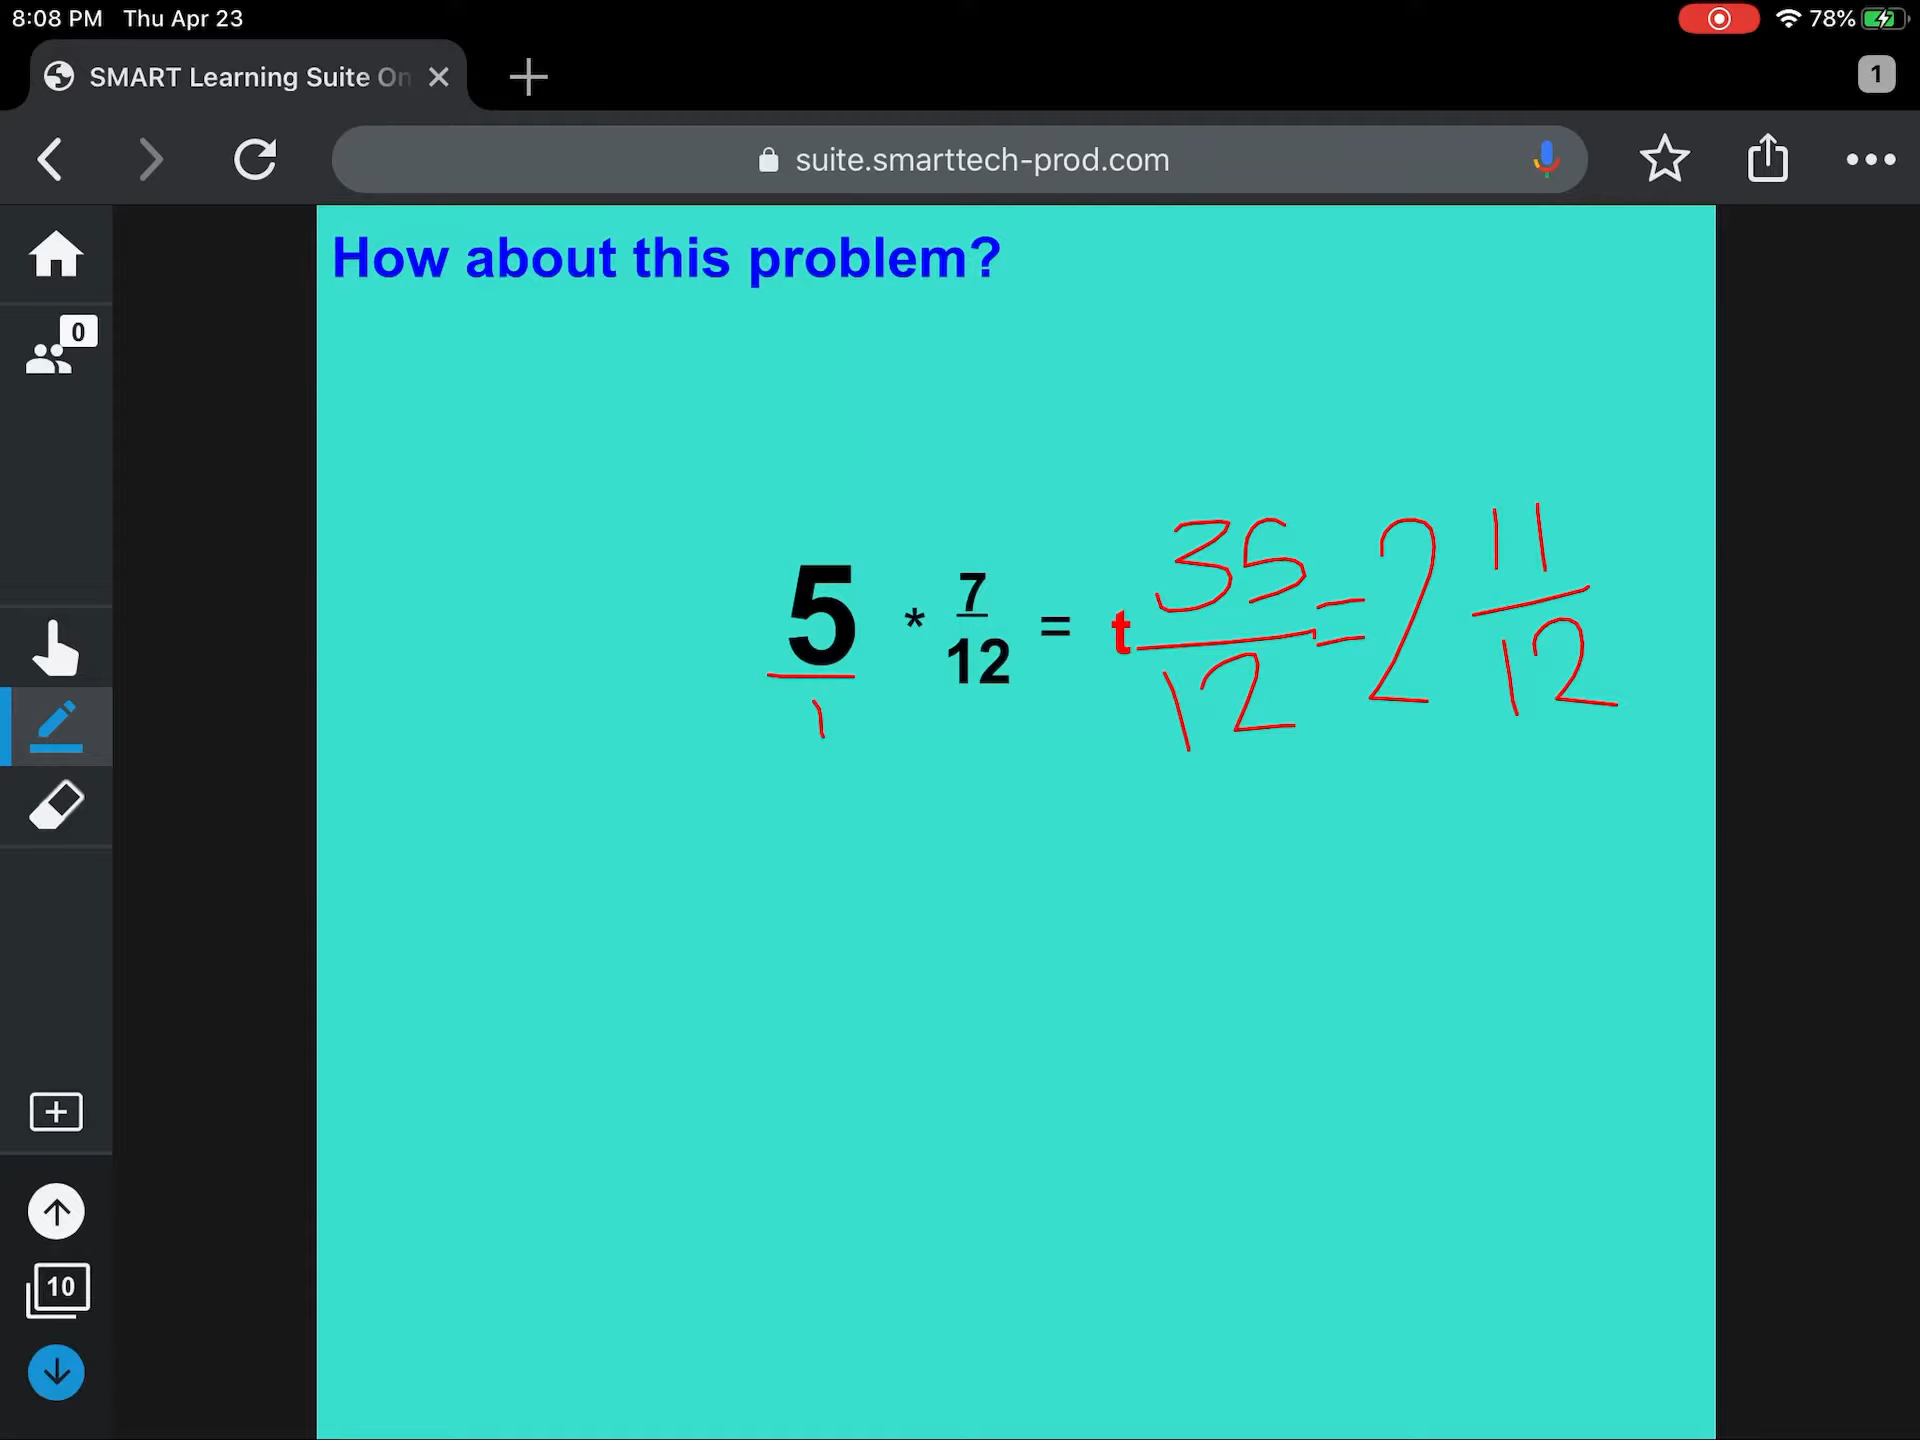 8:08 PM Thu Apr 23 78%
SMART Learning Suite On 1
suite.smarttech-prod.com
0
How about this problem?
5/1 * 7/12 = t 35/12 = 2 11/12
10